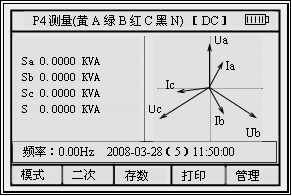 P4测量(黄A绿B红C黑N) [DC]
Ua
Ia
Sa 0.0000 KVA
Sb 0.0000 KVA
Ic
Sc 0.0000 KVA
S 0.0000 KVA
Uc
Ib
Ub
频率：0.00Hz 2008-03-28(5)11:50:00
模式 二次 存数 打印 管理